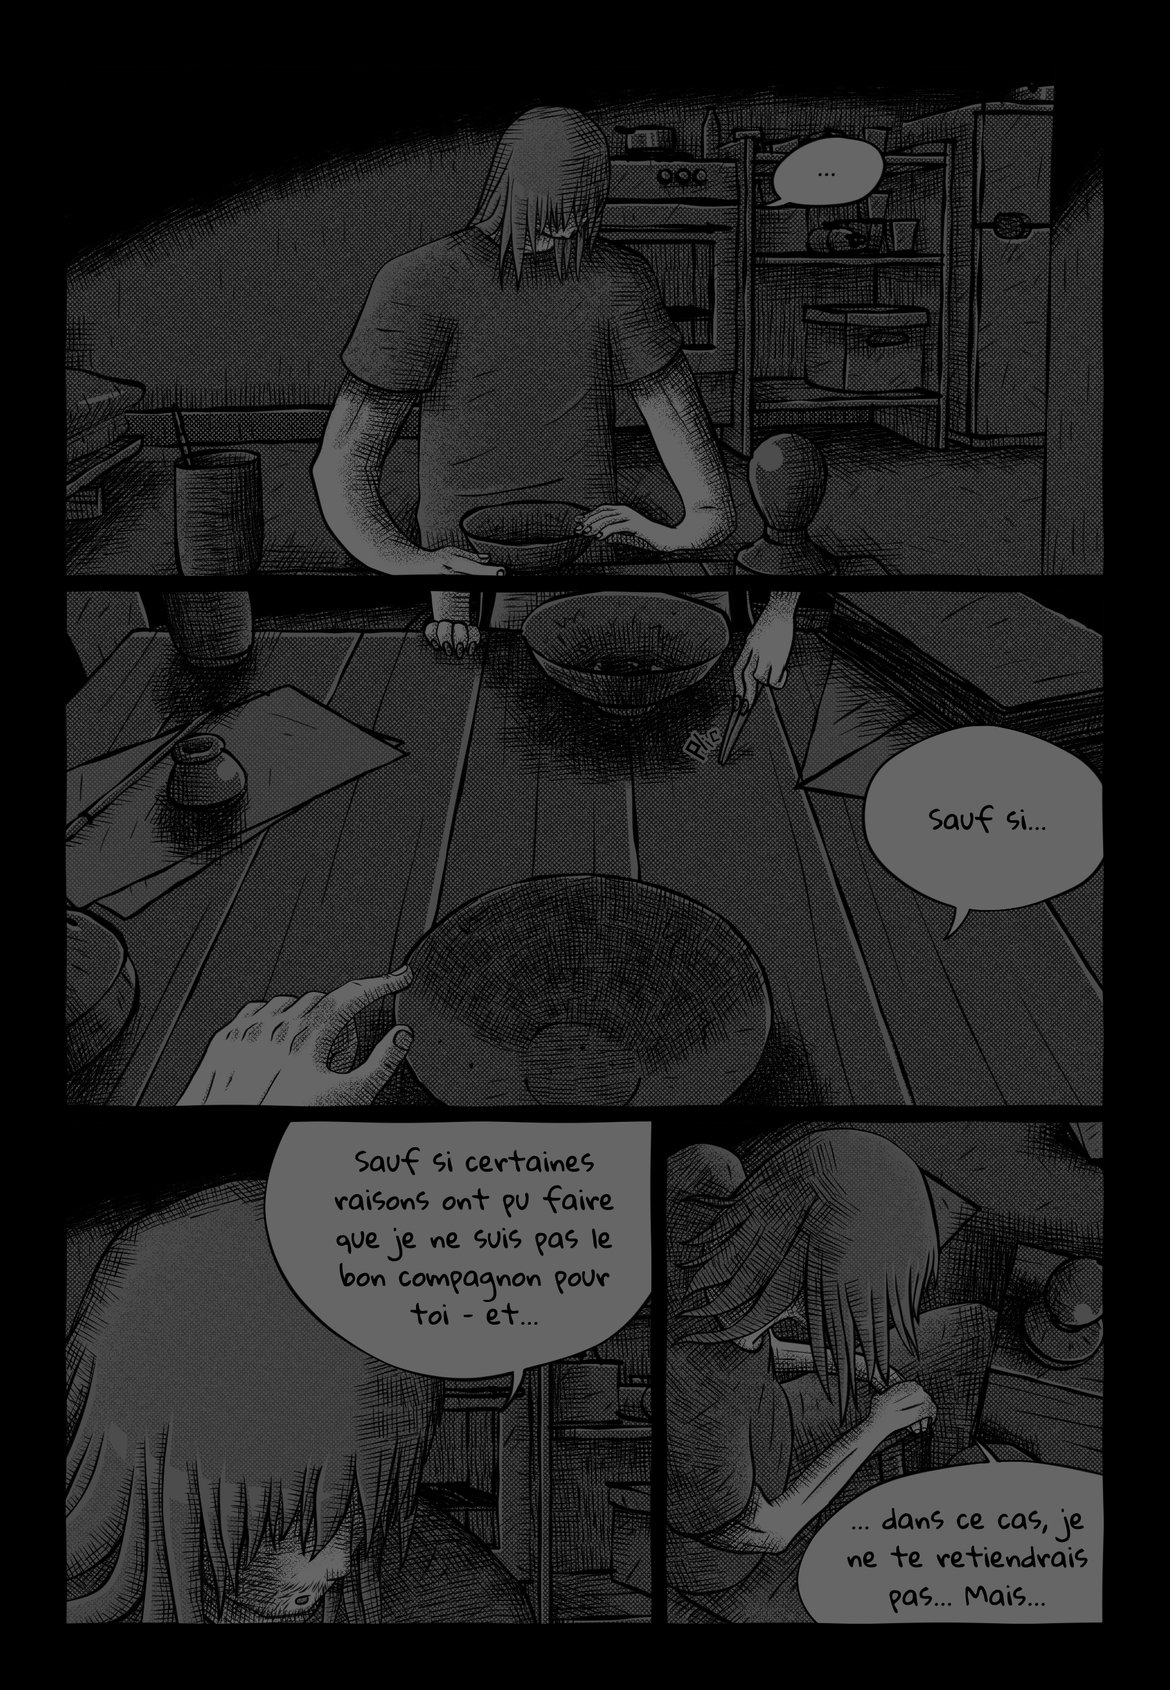 ...
Plic
Sauf si...
Sauf si certaines
raisons ont pu faire
que je ne suis pas le
bon compagnon pour
toi - et...
... dans ce cas, je
ne te retiendrais
pas... Mais...